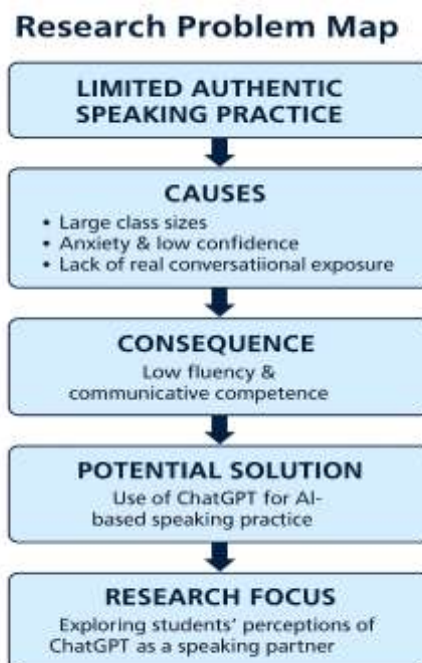 Research Problem Map
LIMITED AUTHENTIC
SPEAKING PRACTICE
CAUSES
• Large class sizes
• Anxiety & low confidence
• Lack of real conversatiional exposure
CONSEQUENCE
Low fluency &
communicative competence
POTENTIAL SOLUTION
Use of ChatGPT for AI-
based speaking practice
RESEARCH FOCUS
Exploring students' perceptions of
ChatGPT as a speaking partner